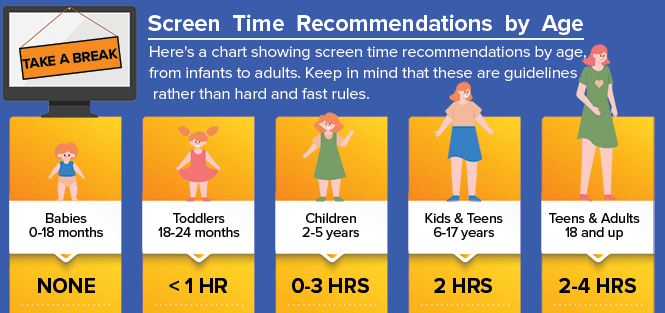 TAKE A BREAK
Screen Time Recommendations by Age
Here's a chart showing screen time recommendations by age,
from infants to adults. Keep in mind that these are guidelines
rather than hard and fast rules.
Babies
0-18 months
NONE
Toddlers
18-24 months
< 1 HR
Children
2-5 years
0-3 HRS
Kids & Teens
6-17 years
2 HRS
Teens & Adults
18 and up
2-4 HRS